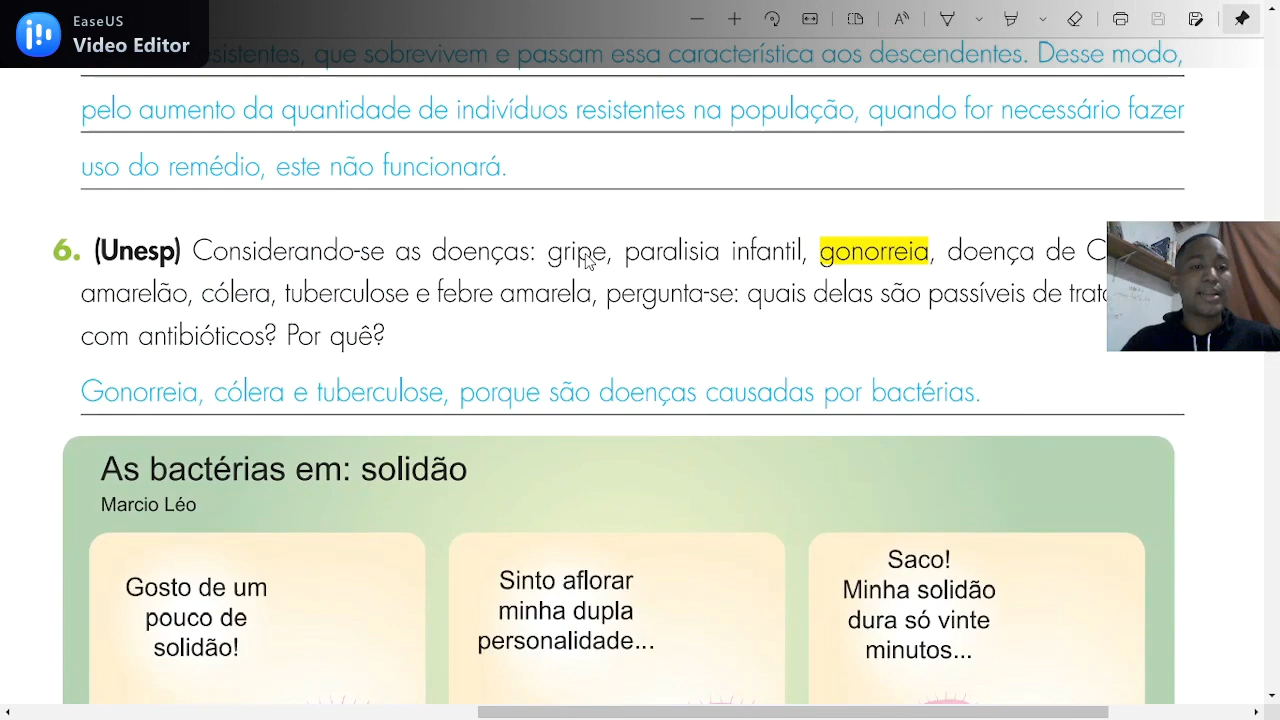 EaseUS
Video Editor
que sobrevivem e passam essa característica aos descendentes. Desse modo,
pelo aumento da quantidade de indivíduos resistentes na população, quando for necessário fazer
uso do remédio, este não funcionará.
6. (Unesp) Considerando-se as doenças: gripe, paralisia infantil, gonorreia, doença de
amarelão, cólera, tuberculose e febre amarela, pergunta-se: quais delas são passíveis de
com antibióticos? Por quê?
Gonorreia, cólera e tuberculose, porque são doenças causadas por bactérias.
As bactérias em: solidão
Marcio Léo
Gosto de um
pouco de
solidão!
Sinto aflorar
minha dupla
personalidade...
Saco!
Minha solidão
dura só vinte
minutos...